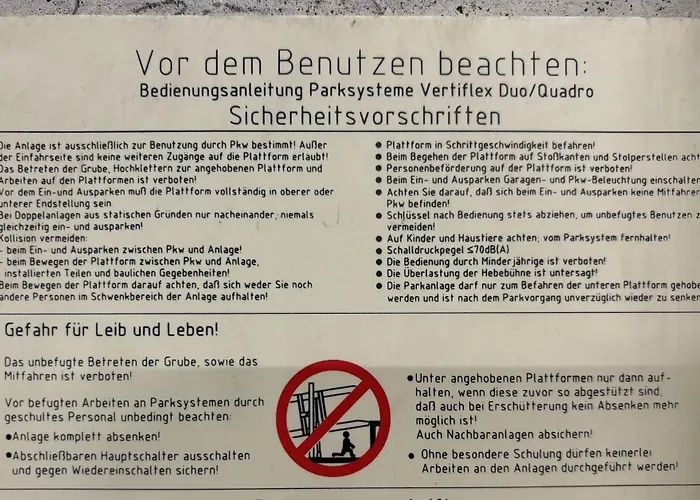 Vor dem Benutzen beachten:
Bedienungsanleitung Parksysteme Vertiflex Duo/Quadro
Sicherheitsvorschriften
Die Anlage ist ausschließlich zur Benutzung durch Pkw bestimmt! Außer
der Einfahrseite sind keine weiteren Zugänge auf die Plattform erlaubt!
Das Betreten der Grube, Hochklettern zur angehobenen Plattform und
Arbeiten auf den Plattformen ist verboten!
Vor dem Ein- und Ausparken muß die Plattform vollständig in oberer oder
unterer Endstellung sein
Bei Doppelanlagen aus statischen Gründen nur nacheinander, niemals
gleichzeitig ein- und ausparken!
Kollision vermeiden:
- beim Ein- und Ausparken zwischen Pkw und Anlage!
- beim Bewegen der Plattform zwischen Pkw und Anlage,
installierten Teilen und baulichen Gegebenheiten!
Beim Bewegen der Plattform darauf achten, daß sich weder Sie noch
andere Personen im Schwenkbereich der Anlage aufhalten!
• Plattform in Schrittgeschwindigkeit befahren!
• Beim Begehen der Plattform auf Stoßkanten und Stolperstellen acht
• Personenbeförderung auf der Plattform ist verboten!
• Beim Ein- und Ausparken Garagen- und Pkw-Beleuchtung einschalten
• Achten Sie darauf, daß sich beim Ein- und Ausparken keine Mitfahrer
Pkw befinden!
• Schlüssel nach Bedienung stets abziehen, um unbefugtes Benutzen z
vermeiden!
• Auf Kinder und Haustiere achten, vom Parksystem fernhalten!
• Schalldruckpegel ≤70dB(A)
• Die Bedienung durch Minderjährige ist verboten!
• Die Überlastung der Hebebühne ist untersagt!
• Die Parkanlage darf nur zum Befahren der unteren Plattform gehobe
werden und ist nach dem Parkvorgang unverzüglich wieder zu senken
Gefahr für Leib und Leben!
Das unbefugte Betreten der Grube, sowie das
Mitfahren ist verboten!
Vor befugten Arbeiten an Parksystemen durch
geschultes Personal unbedingt beachten:
•Anlage komplett absenken!
•Abschließbaren Hauptschalter ausschalten
und gegen Wiedereinschalten sichern!
•Unter angehobenen Plattformen nur dann auf-
halten, wenn diese zuvor so abgestützt sind,
daß auch bei Erschütterung kein Absenken mehr
möglich ist!
Auch Nachbaranlagen absichern!
• Ohne besondere Schulung dürfen keinerlei
Arbeiten an den Anlagen durchgeführt werden!